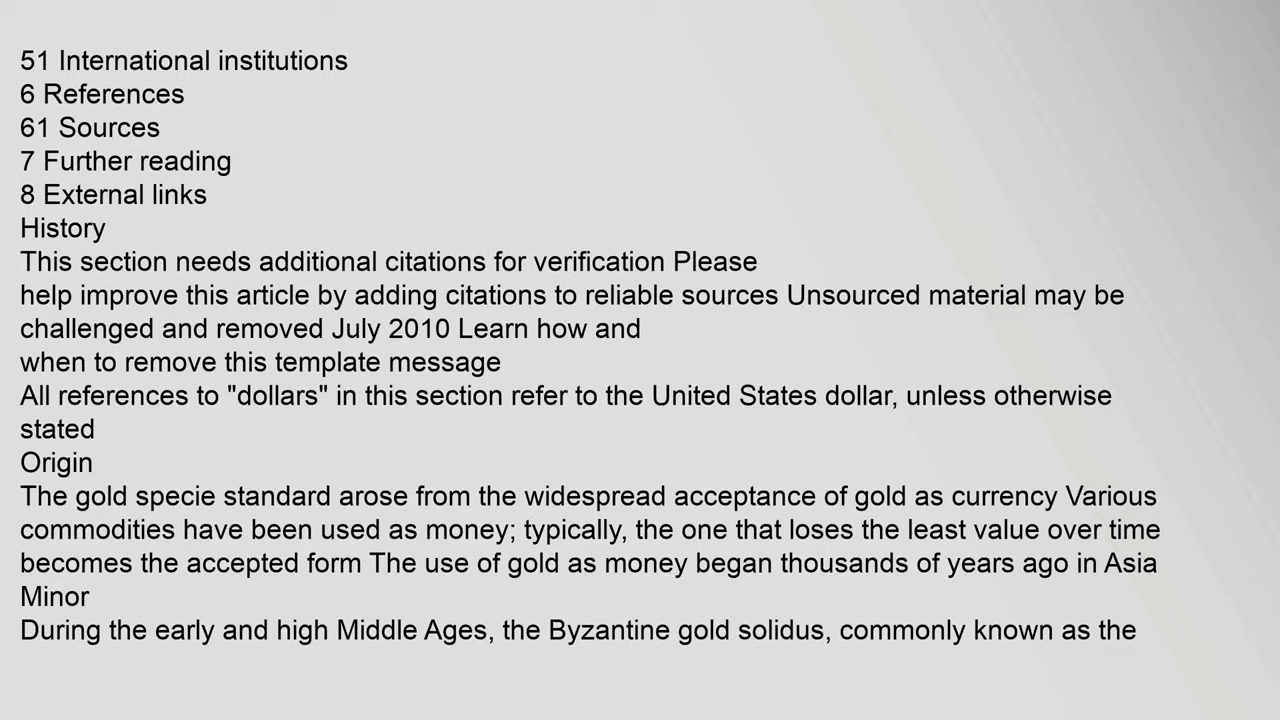 51 International institutions
6 References
61 Sources
7 Further reading
8 External links
History
This section needs additional citations for verification Please
help improve this article by adding citations to reliable sources Unsourced material may be
challenged and removed July 2010 Learn how and
when to remove this template message
All references to "dollars" in this section refer to the United States dollar, unless otherwise
stated
Origin
The gold specie standard arose from the widespread acceptance of gold as currency Various
commodities have been used as money; typically, the one that loses the least value over time
becomes the accepted form The use of gold as money began thousands of years ago in Asia
Minor
During the early and high Middle Ages, the Byzantine gold solidus, commonly known as the